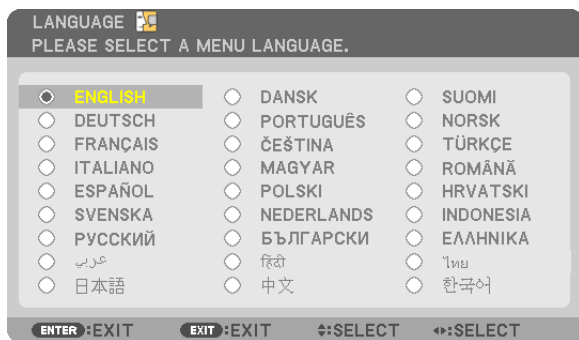 LANGUAGE
PLEASE SELECT A MENU LANGUAGE.
ENGLISH DANSK SUOMI
DEUTSCH PORTUGUÊS NORSK
FRANÇAIS ČEŠTINA TÜRKÇE
ITALIANO MAGYAR ROMÂNĂ
ESPAÑOL POLSKI HRVATSKI
SVENSKA NEDERLANDS INDONESIA
РУССКИЙ БЪЛГАРСКИ ΕΛΛΗΝΙΚΑ
عربي हिंदी ไทย
日本語 中文 한국어
ENTER :EXIT EXIT :EXIT :SELECT :SELECT